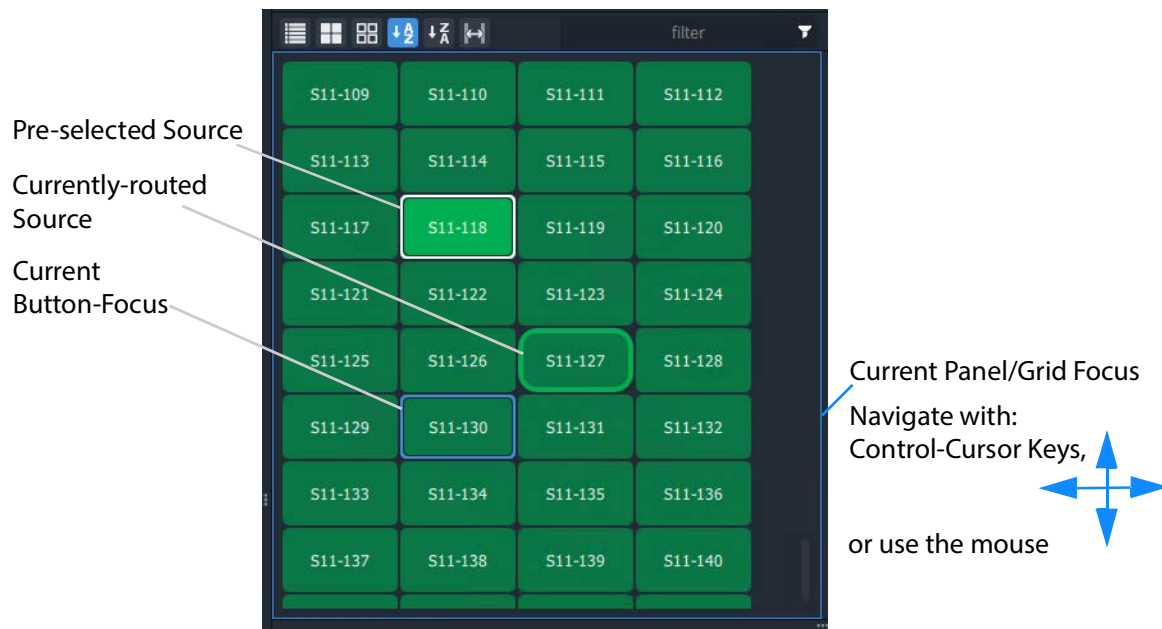 filter
S11-109 S11-110 S11-111 S11-112
Pre-selected Source
S11-113 S11-114 S11-115 S11-116
Currently-routed
Source
S11-117 S11-118 S11-119 S11-120
Current
Button-Focus
S11-121 S11-122 S11-123 S11-124
S11-125 S11-126 S11-127 S11-128
S11-129 S11-130 S11-131 S11-132
S11-133 S11-134 S11-135 S11-136
S11-137 S11-138 S11-139 S11-140
Current Panel/Grid Focus
Navigate with:
Control-Cursor Keys,
or use the mouse